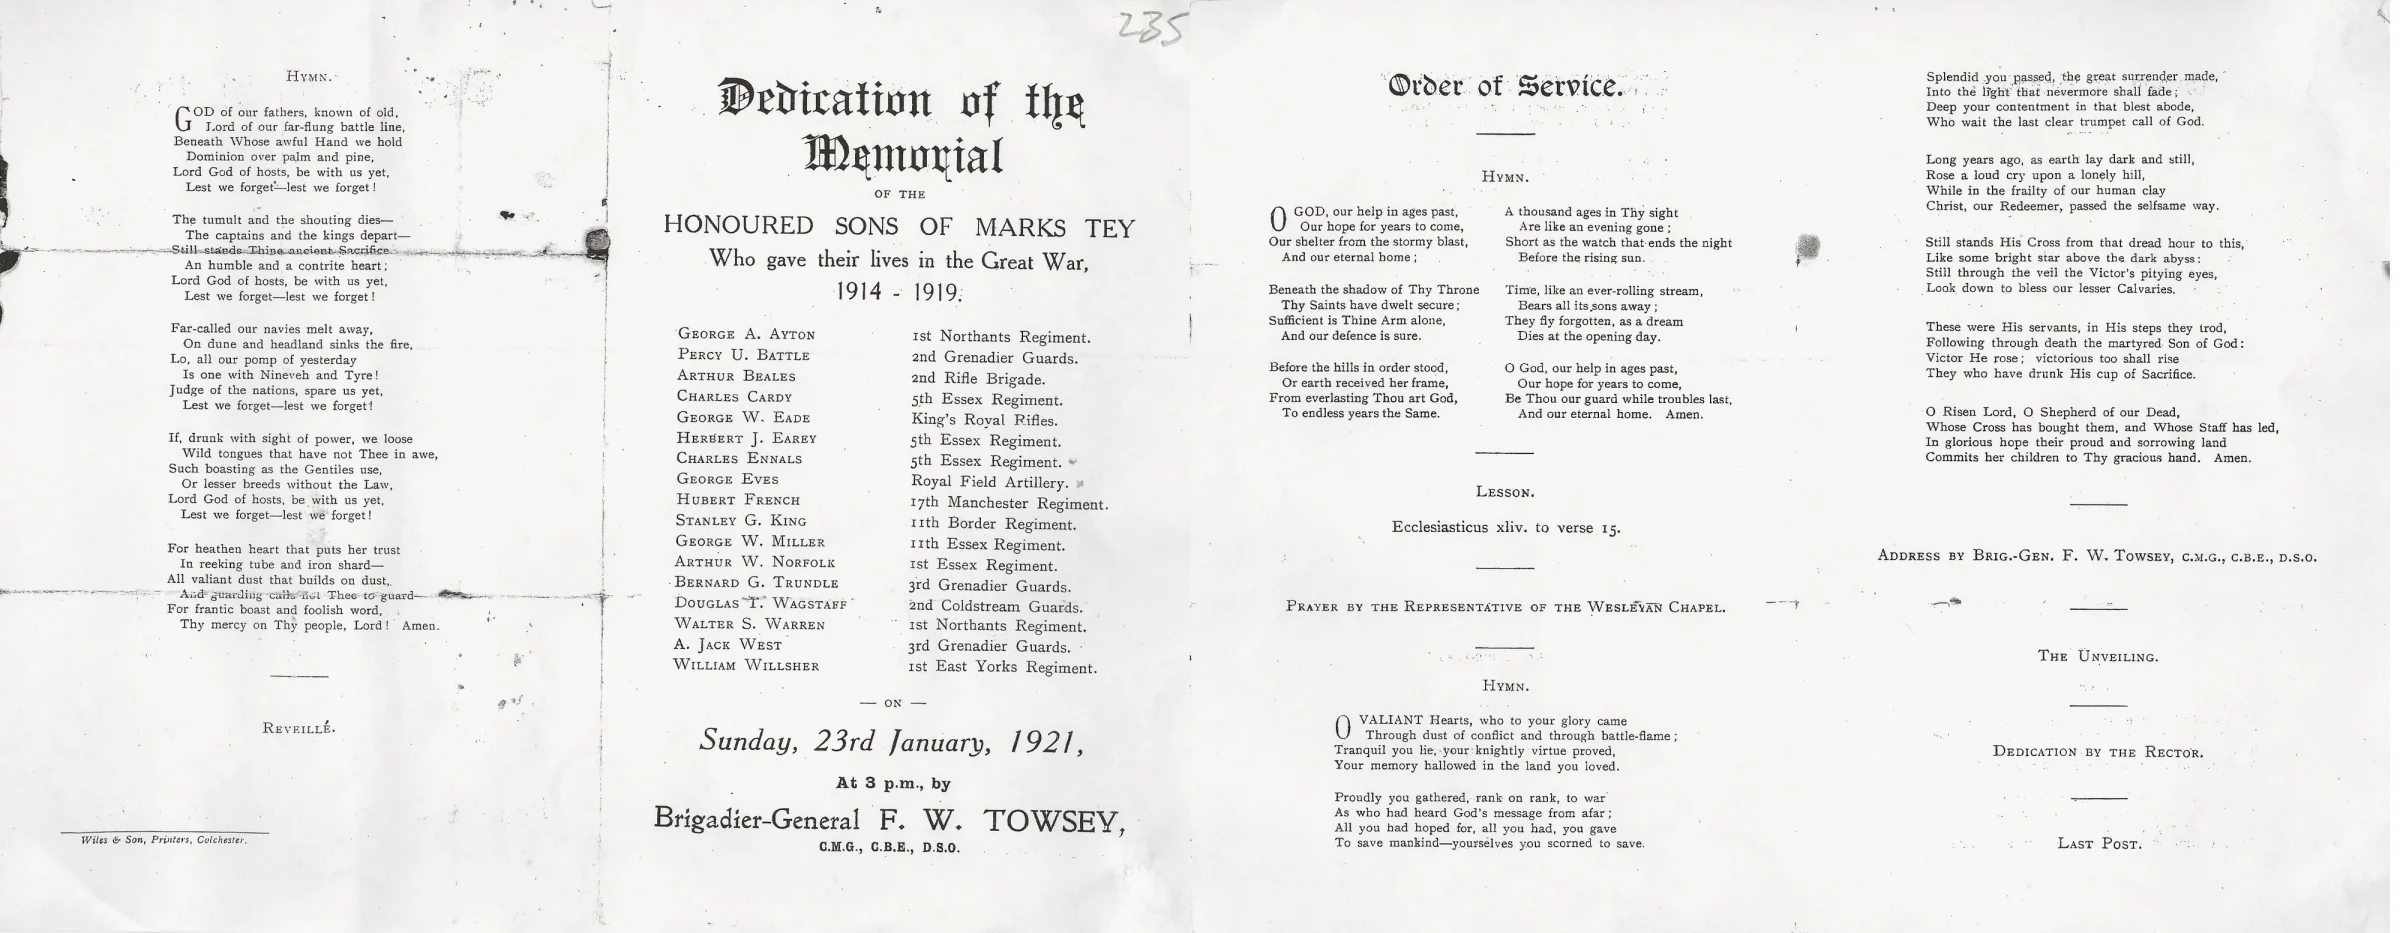 HYMN.
GOD of our fathers, known of old,
Lord of our far-flung battle line,
Beneath Whose awful Hand we hold
Dominion over palm and pine,
Lord God of hosts, be with us yet,
Lest we forget—lest we forget!
The tumult and the shouting dies—
The captains and the kings depart—
Still stands Thine ancient Sacrifice
An humble and a contrite heart;
Lord God of hosts, be with us yet,
Lest we forget—lest we forget!
Far-called our navies melt away,
On dune and headland sinks the fire,
Lo, all our pomp of yesterday
Is one with Nineveh and Tyre!
Judge of the nations, spare us yet,
Lest we forget—lest we forget!
If, drunk with sight of power, we loose
Wild tongues that have not Thee in awe,
Such boasting as the Gentiles use,
Or lesser breeds without the Law,
Lord God of hosts, be with us yet,
Lest we forget—lest we forget!
For heathen heart that puts her trust
In reeking tube and iron shard—
All valiant dust that builds on dust,
And guarding calls not Thee to guard—
For frantic boast and foolish word,
Thy mercy on Thy people, Lord! Amen.
REVEILLÉ.
Wiles & Son, Printers, Colchester.
235
Dedication of the
Memorial
OF THE
HONOURED SONS OF MARKS TEY
Who gave their lives in the Great War,
1914 - 1919.
GEORGE A. AYTON 1st Northants Regiment.
PERCY U. BATTLE 2nd Grenadier Guards.
ARTHUR BEALES 2nd Rifle Brigade.
CHARLES CARDY 5th Essex Regiment.
GEORGE W. EADE King's Royal Rifles.
HERBERT J. EAREY 5th Essex Regiment.
CHARLES ENNALS 5th Essex Regiment.
GEORGE EVES Royal Field Artillery.
HUBERT FRENCH 17th Manchester Regiment.
STANLEY G. KING 11th Border Regiment.
GEORGE W. MILLER 11th Essex Regiment.
ARTHUR W. NORFOLK 1st Essex Regiment.
BERNARD G. TRUNDLE 3rd Grenadier Guards.
DOUGLAS T. WAGSTAFF 2nd Coldstream Guards.
WALTER S. WARREN 1st Northants Regiment.
A. JACK WEST 3rd Grenadier Guards.
WILLIAM WILLSHER 1st East Yorks Regiment.
— ON —
Sunday, 23rd January, 1921,
At 3 p.m., by
Brigadier-General F. W. TOWSEY,
C.M.G., C.B.E., D.S.O.
Order of Service.
HYMN.
O GOD, our help in ages past,
Our hope for years to come,
Our shelter from the stormy blast,
And our eternal home;
Beneath the shadow of Thy Throne
Thy Saints have dwelt secure;
Sufficient is Thine Arm alone,
And our defence is sure.
Before the hills in order stood,
Or earth received her frame,
From everlasting Thou art God,
To endless years the Same.
A thousand ages in Thy sight
Are like an evening gone;
Short as the watch that ends the night
Before the rising sun.
Time, like an ever-rolling stream,
Bears all its sons away;
They fly forgotten, as a dream
Dies at the opening day.
O God, our help in ages past,
Our hope for years to come,
Be Thou our guard while troubles last,
And our eternal home. Amen.
LESSON.
Ecclesiasticus xliv. to verse 15.
PRAYER BY THE REPRESENTATIVE OF THE WESLEYAN CHAPEL.
HYMN.
O VALIANT Hearts, who to your glory came
Through dust of conflict and through battle-flame;
Tranquil you lie, your knightly virtue proved,
Your memory hallowed in the land you loved.
Proudly you gathered, rank on rank, to war
As who had heard God's message from afar;
All you had hoped for, all you had, you gave
To save mankind—yourselves you scorned to save.
Splendid you passed, the great surrender made,
Into the light that nevermore shall fade;
Deep your contentment in that blest abode,
Who wait the last clear trumpet call of God.
Long years ago, as earth lay dark and still,
Rose a loud cry upon a lonely hill,
While in the frailty of our human clay
Christ, our Redeemer, passed the selfsame way.
Still stands His Cross from that dread hour to this,
Like some bright star above the dark abyss:
Still through the veil the Victor's pitying eyes,
Look down to bless our lesser Calvaries.
These were His servants, in His steps they trod,
Following through death the martyred Son of God:
Victor He rose; victorious too shall rise
They who have drunk His cup of Sacrifice.
O Risen Lord, O Shepherd of our Dead,
Whose Cross has bought them, and Whose Staff has led,
In glorious hope their proud and sorrowing land
Commits her children to Thy gracious hand. Amen.
ADDRESS BY BRIG.-GEN. F. W. TOWSEY, C.M.G., C.B.E., D.S.O.
THE UNVEILING.
DEDICATION BY THE RECTOR.
LAST POST.